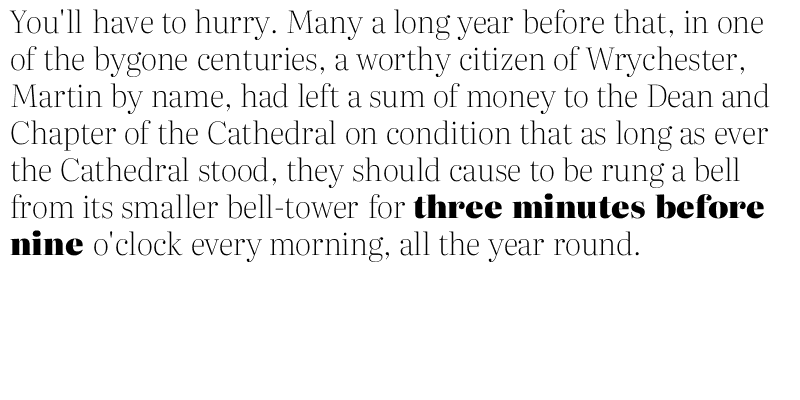 You'll have to hurry. Many a long year before that, in one
of the bygone centuries, a worthy citizen of Wrychester,
Martin by name, had left a sum of money to the Dean and
Chapter of the Cathedral on condition that as long as ever
the Cathedral stood, they should cause to be rung a bell
from its smaller bell-tower for three minutes before
nine o'clock every morning, all the year round.